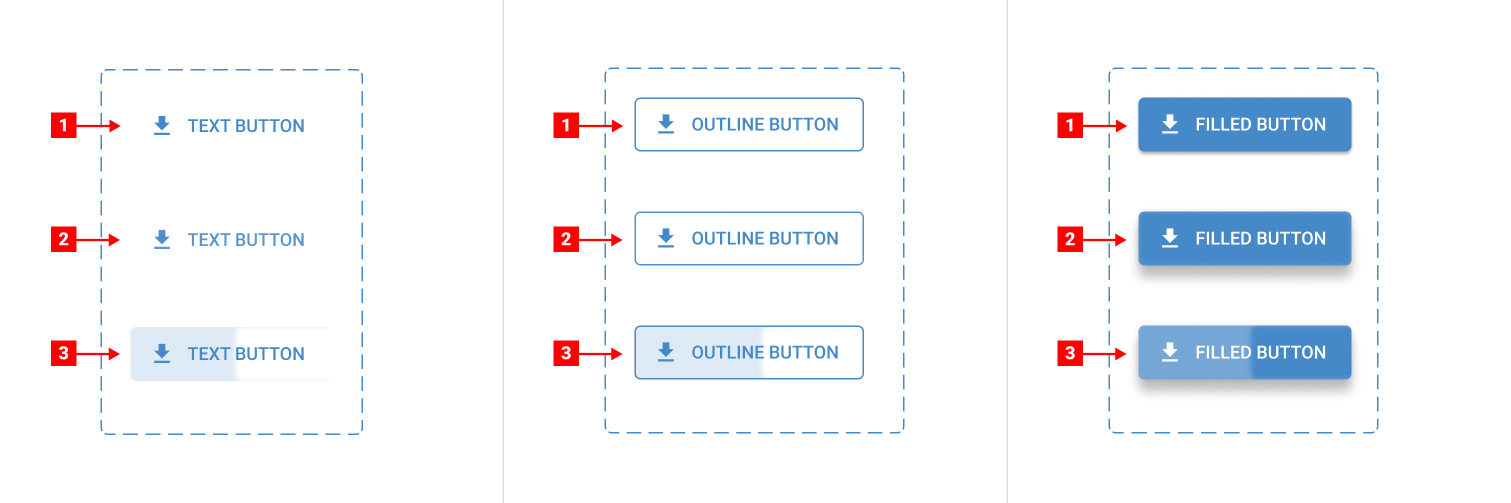 1 TEXT BUTTON
2 TEXT BUTTON
3 TEXT BUTTON
1 OUTLINE BUTTON
2 OUTLINE BUTTON
3 OUTLINE BUTTON
1 FILLED BUTTON
2 FILLED BUTTON
3 FILLED BUTTON